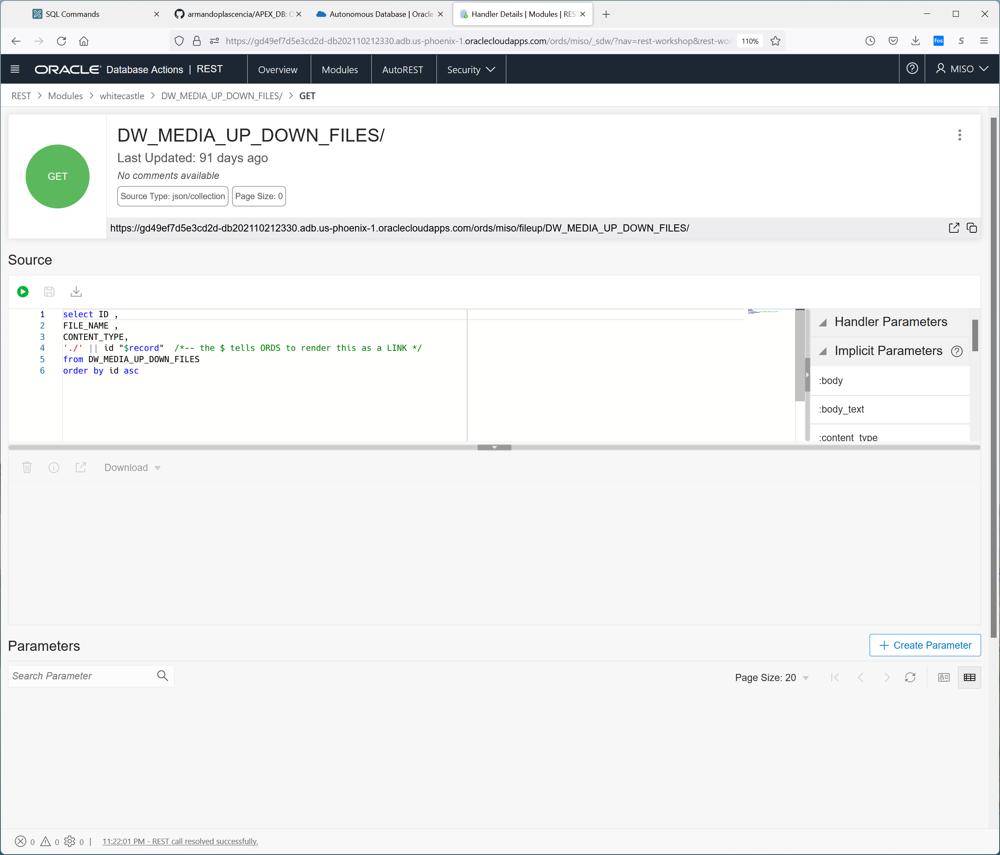 SQL Commands
armandoplascencia/APEX_DB: O
Autonomous Database | Oracle
Handler Details | Modules | REST
https://gd49ef7d5e3cd2d-db202110212330.adb.us-phoenix-1.oraclecloudapps.com/ords/miso/_sdw/?nav=rest-workshop&rest-wor
110%
fos
S
ORACLE Database Actions | REST
Overview
Modules
AutoREST
Security
MISO
REST > Modules > whitecastle > DW_MEDIA_UP_DOWN_FILES/ > GET
GET
DW_MEDIA_UP_DOWN_FILES/
Last Updated: 91 days ago
No comments available
Source Type: json/collection
Page Size: 0
https://gd49ef7d5e3cd2d-db202110212330.adb.us-phoenix-1.oraclecloudapps.com/ords/miso/fileup/DW_MEDIA_UP_DOWN_FILES/
Source
1 select ID ,
2 FILE_NAME ,
3 CONTENT_TYPE,
4 './' || id "$record" /*-- the $ tells ORDS to render this as a LINK */
5 from DW_MEDIA_UP_DOWN_FILES
6 order by id asc
Handler Parameters
Implicit Parameters
:body
:body_text
:content_type
Download
Parameters
Create Parameter
Search Parameter
Page Size: 20
0 0 0 | 11:22:01 PM - REST call resolved successfully.